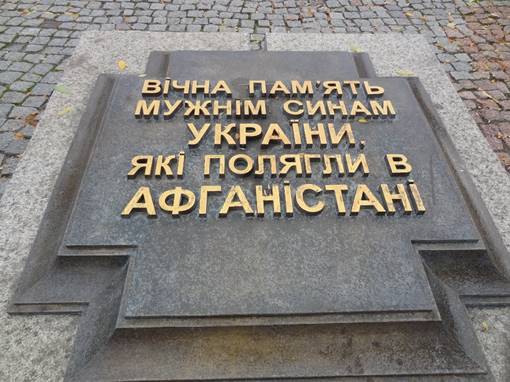 ВІЧНА ПАМ'ЯТЬ
МУЖНІМ СИНАМ
УКРАЇНИ,
ЯКІ ПОЛЯГЛИ В
АФГАНІСТАНІ